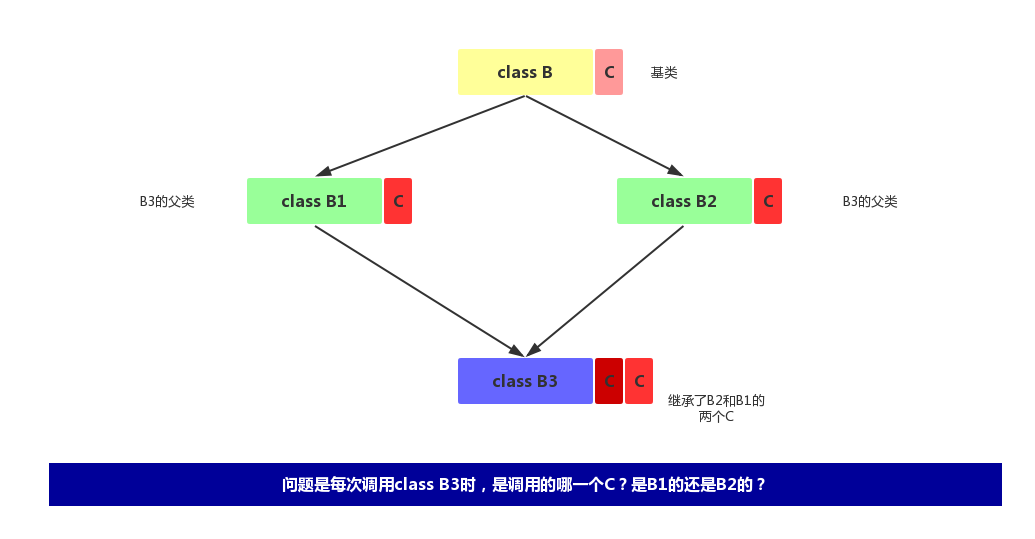 class B
C
基类
B3的父类
class B1
C
class B2
C
B3的父类
class B3
C
C
继承了B2和B1的
两个C
问题是每次调用class B3时，是调用的哪一个C？是B1的还是B2的？